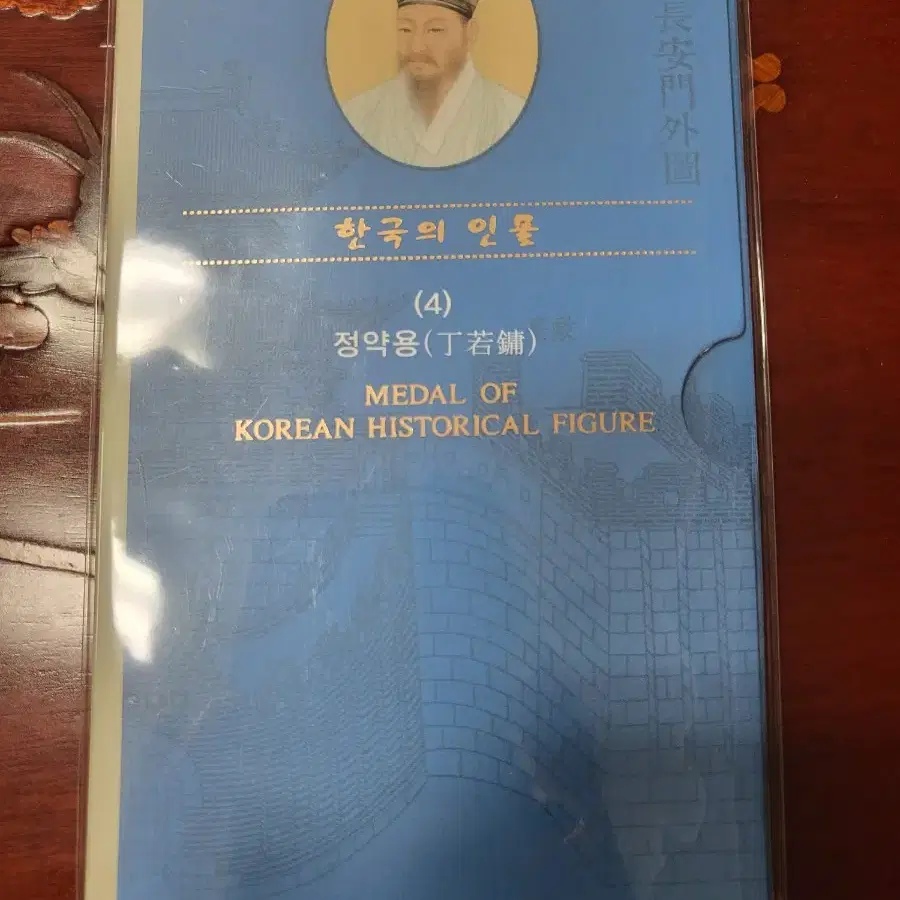 長安門外圖
한국의 인물
(4)
정약용(丁若鏞)
MEDAL OF
KOREAN HISTORICAL FIGURE